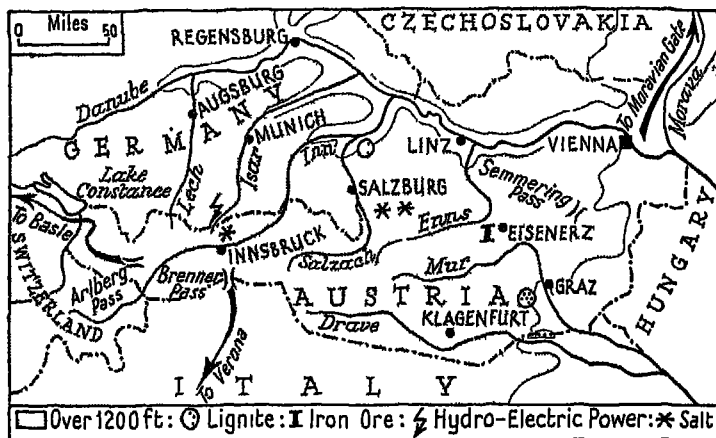 Miles
0 50
CZECHOSLOVAKIA
REGENSBURG
To Moravian Gate
Morava
Danube
AUGSBURG
GERMANY
MUNICH
Inn
LINZ
VIENNA
Lake
Constance
Lech
Isar
SALZBURG
Semmering
Pass
To Basle
Enns
EISENERZ
SWITZERLAND
INNSBRUCK
Salzach
Mur
HUNGARY
Arlberg
Pass
Brenner
Pass
AUSTRIA
GRAZ
Drave
KLAGENFURT
To Verona
ITALY
Over 1200 ft: Lignite: Iron Ore: Hydro-Electric Power: Salt